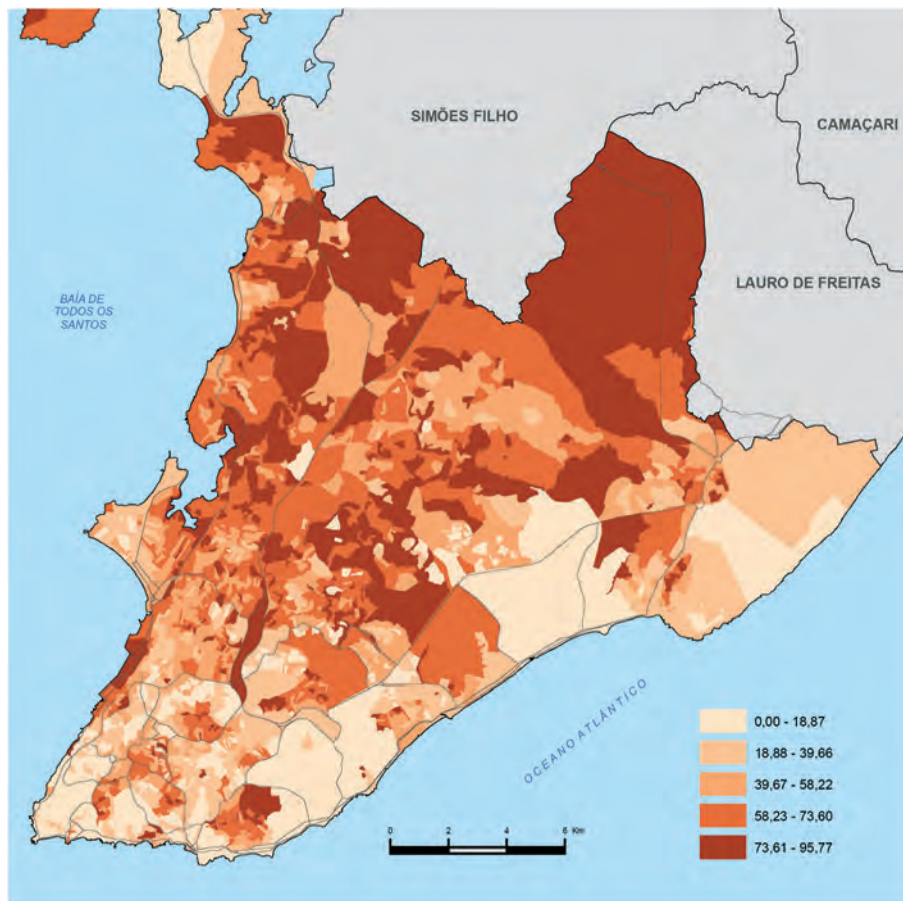 SIMÕES FILHO
CAMAÇARI
LAURO DE FREITAS
BAÍA DE
TODOS OS
SANTOS
OCEANO ATLÂNTICO
0,00 - 18,87
18,88 - 39,66
39,67 - 58,22
58,23 - 73,60
73,61 - 95,77
0 2 4 6 Km